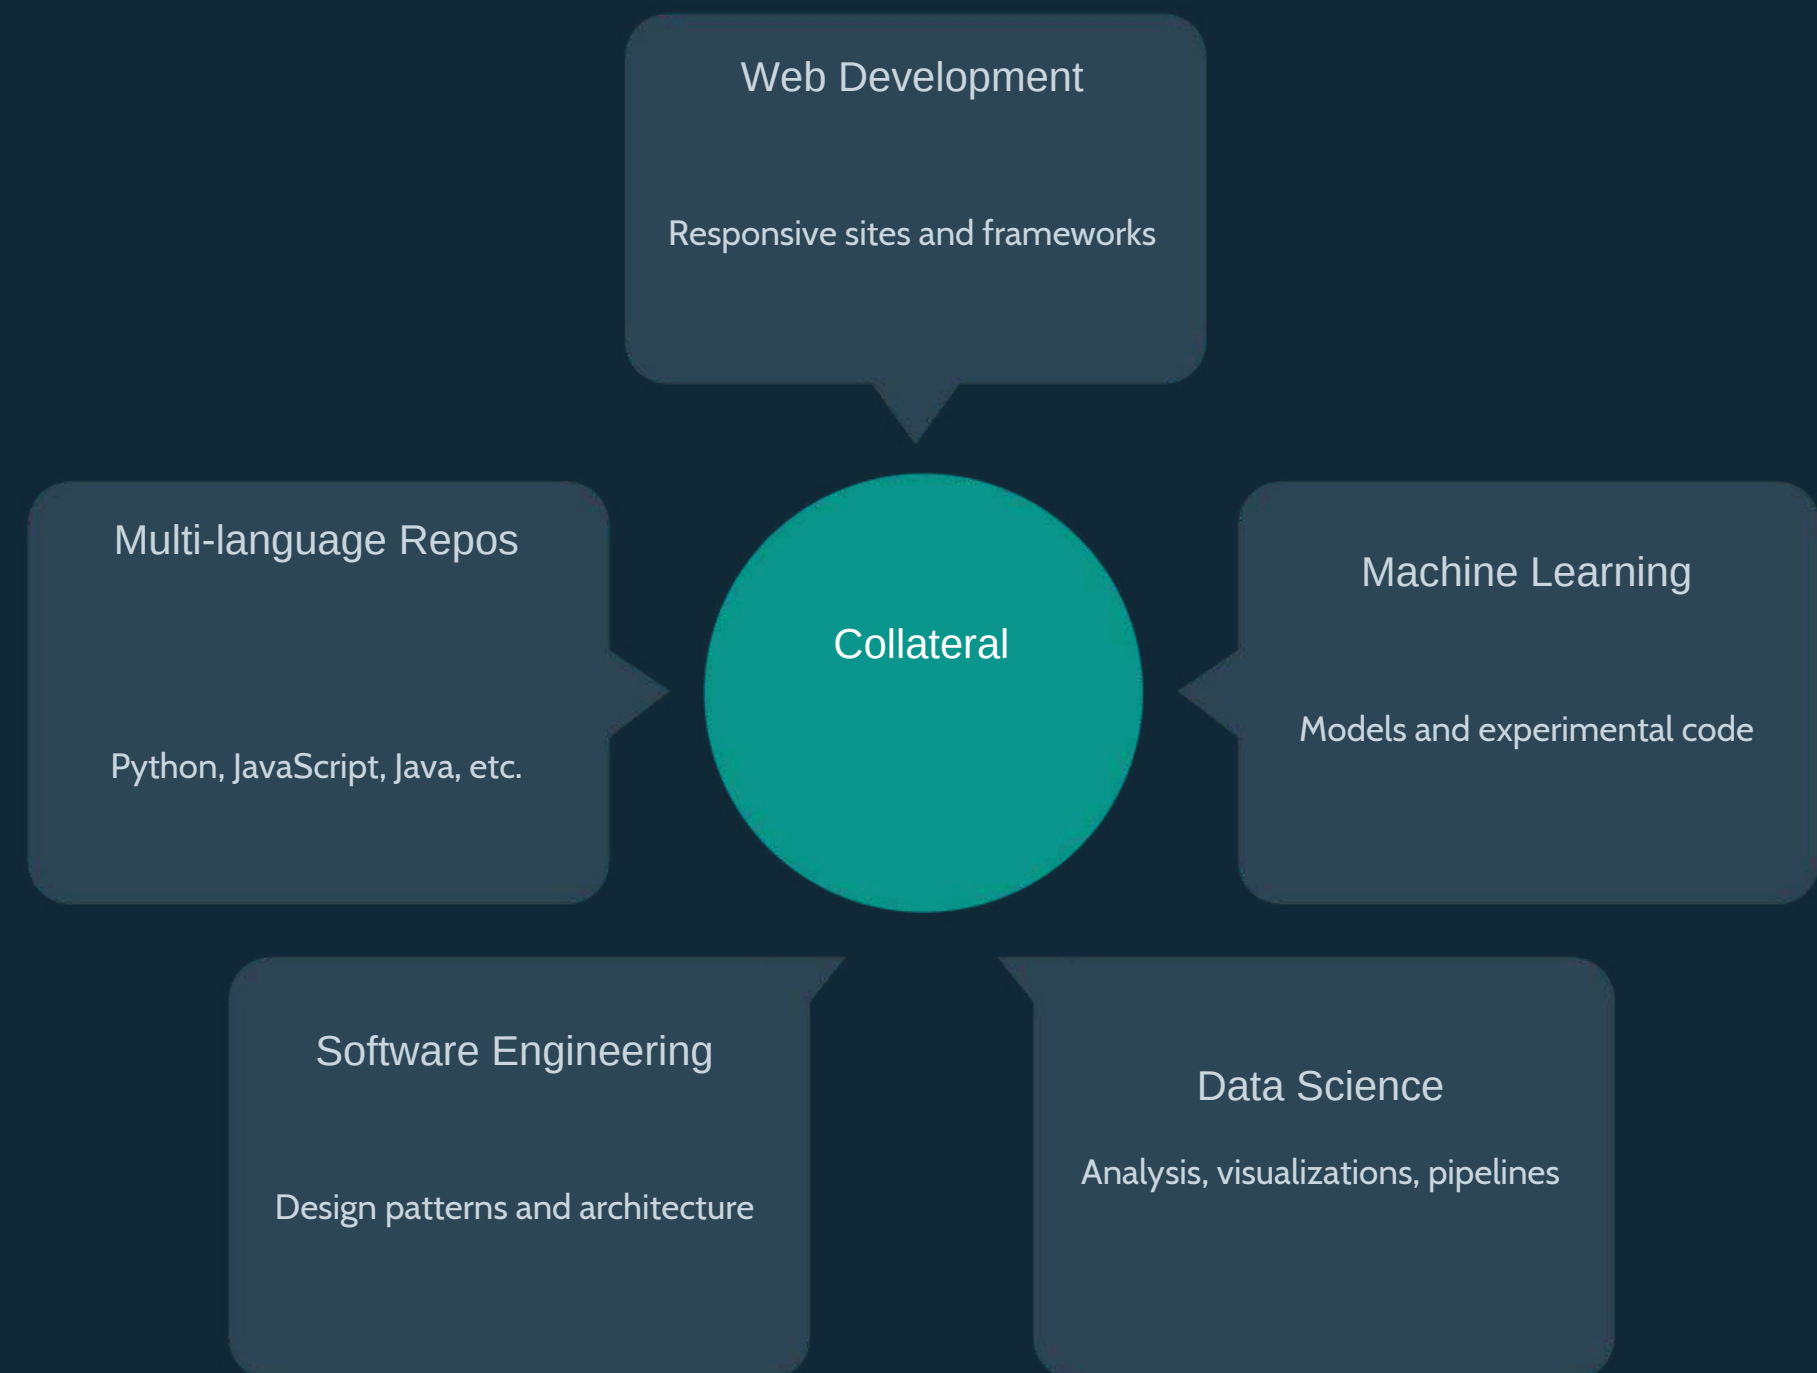 Web Development
Responsive sites and frameworks
Multi-language Repos
Python, JavaScript, Java, etc.
Collateral
Machine Learning
Models and experimental code
Software Engineering
Design patterns and architecture
Data Science
Analysis, visualizations, pipelines